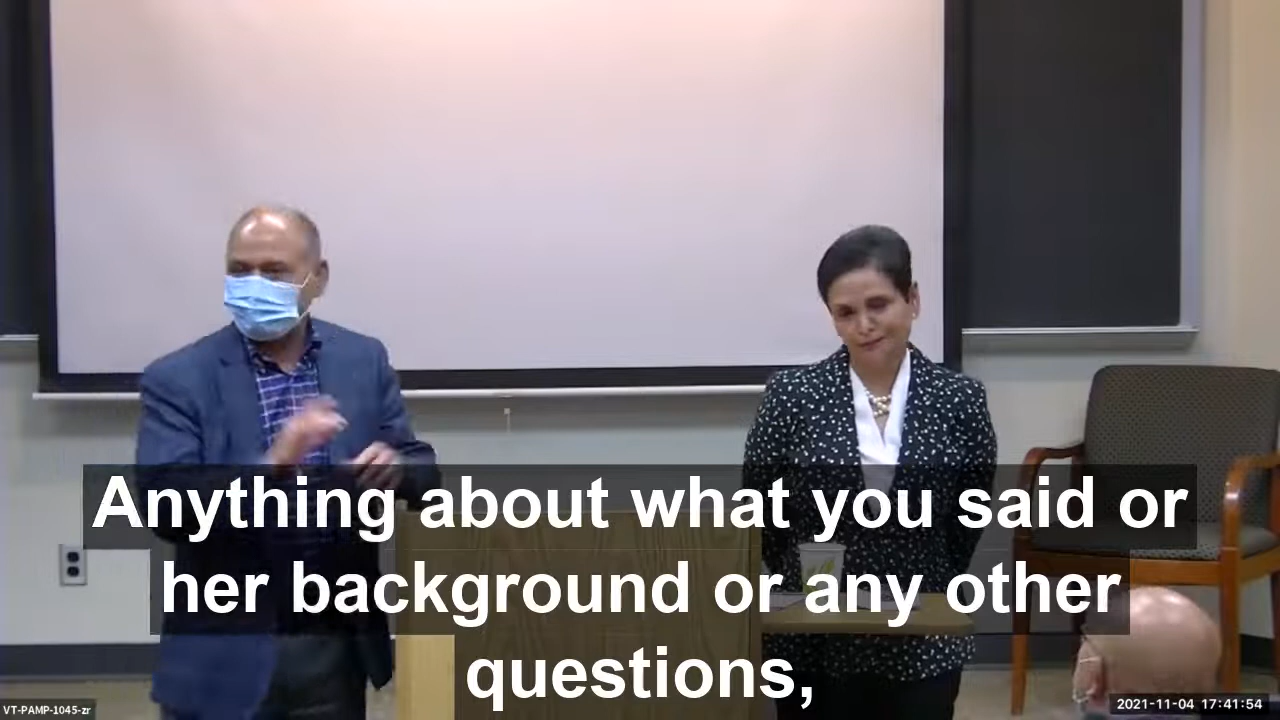 Anything about what you said or
her background or any other
questions,
VT-PAMP-1045-zr
2021-11-04 17:41:54